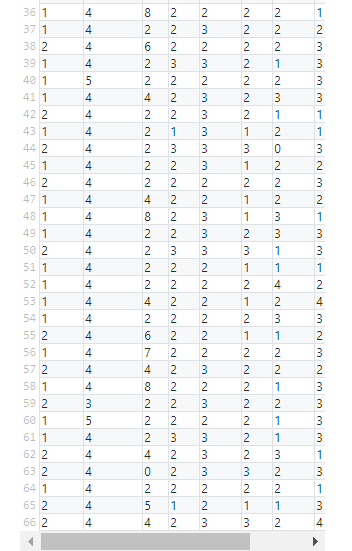 36 1 4 8 2 2 2 2 1
37 1 4 2 2 3 2 2 2
38 2 4 6 2 2 2 2 3
39 1 4 2 3 3 2 1 3
40 1 5 2 2 2 2 2 3
41 1 4 4 2 3 2 3 3
42 2 4 2 2 3 2 1 1
43 1 4 2 1 3 1 2 1
44 2 4 2 3 3 3 0 3
45 1 4 2 2 3 1 2 2
46 2 4 2 2 2 2 2 3
47 1 4 4 2 2 1 2 2
48 1 4 8 2 3 1 3 1
49 1 4 2 2 3 2 3 3
50 2 4 2 3 3 3 1 3
51 1 4 2 2 2 1 1 1
52 1 4 2 2 2 2 4 2
53 1 4 4 2 2 1 2 4
54 1 4 2 2 2 2 3 3
55 2 4 6 2 2 1 1 2
56 1 4 7 2 2 2 2 3
57 2 4 4 2 3 2 2 2
58 1 4 8 2 2 2 1 3
59 2 3 2 2 3 2 2 3
60 1 5 2 2 2 2 1 3
61 1 4 2 3 3 2 1 3
62 2 4 4 2 3 2 3 1
63 2 4 0 2 3 3 2 3
64 1 4 2 2 2 2 2 1
65 2 4 5 1 2 1 1 3
66 2 4 4 2 3 3 2 4